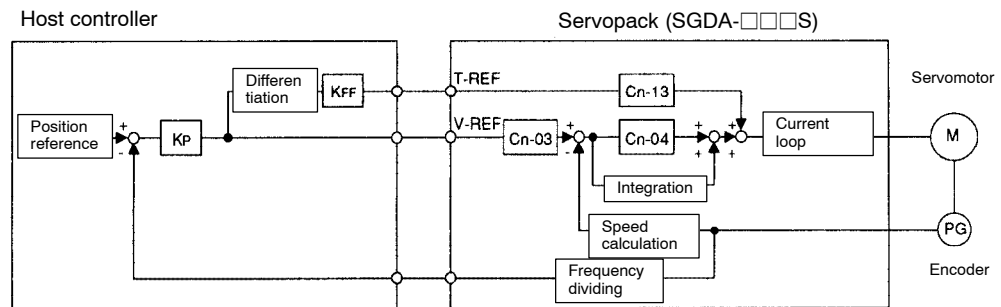 Host controller
Servopack (SGDA-□□□S)
Differen
tiation
KFF
T-REF
Cn-13
Servomotor
Position
reference
+
-
KP
V-REF
Cn-03
+
-
Cn-04
+
+
+
+
Current
loop
M
Integration
Speed
calculation
PG
Frequency
dividing
Encoder